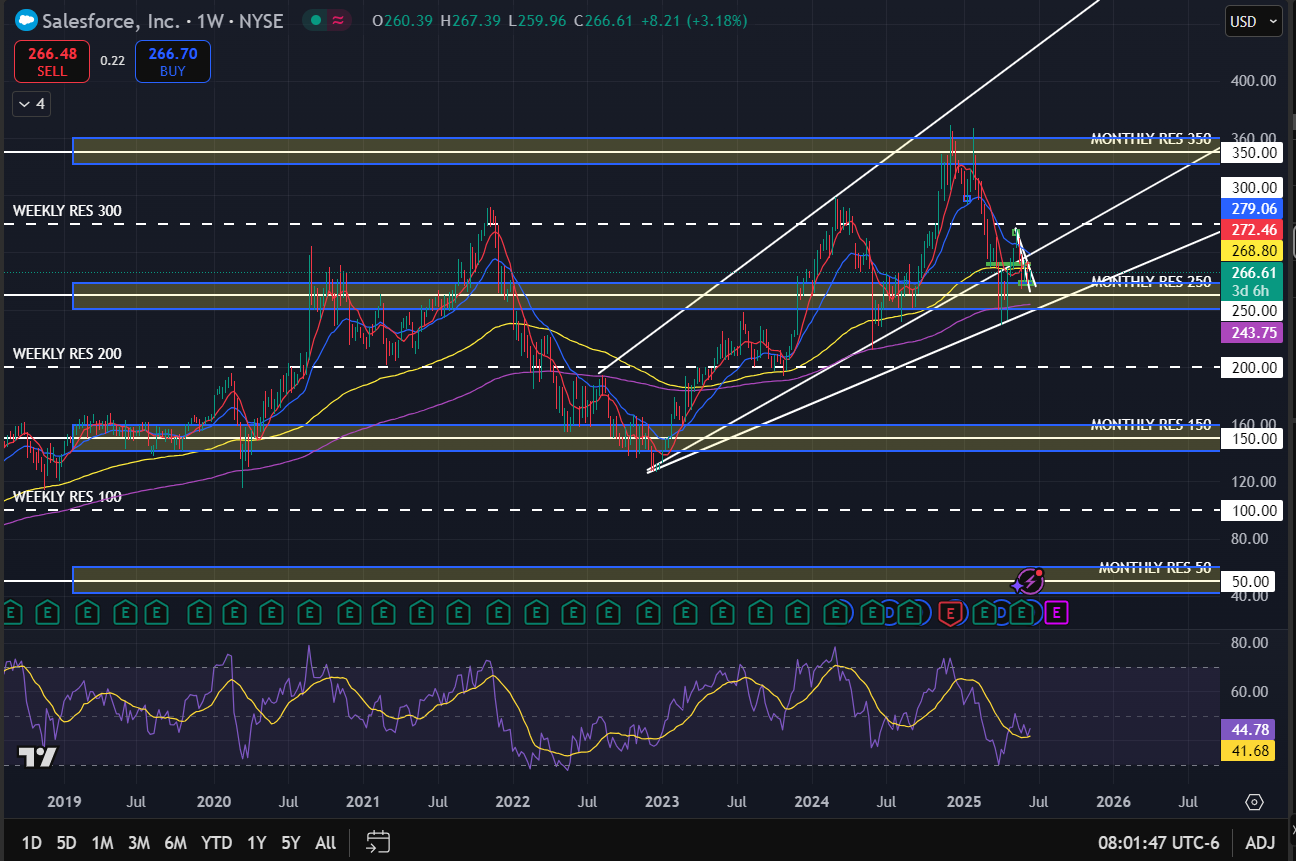 Salesforce, Inc. · 1W · NYSE
O260.39 H267.39 L259.96 C266.61 +8.21 (+3.18%)
USD
266.48
SELL
0.22
266.70
BUY
4
400.00
MONTHLY RES 350
360.00
350.00
WEEKLY RES 300
300.00
279.06
272.46
268.80
266.61
3d 6h
MONTHLY RES 250
250.00
243.75
WEEKLY RES 200
200.00
MONTHLY RES 150
160.00
150.00
120.00
WEEKLY RES 100
100.00
80.00
MONTHLY RES 50
50.00
40.00
E E E E E E E E E E E E E E E E E E E E E E E E D E E E D E E
80.00
60.00
44.78
41.68
2019 Jul 2020 Jul 2021 Jul 2022 Jul 2023 Jul 2024 Jul 2025 Jul 2026 Jul
1D 5D 1M 3M 6M YTD 1Y 5Y All
08:01:47 UTC-6 ADJ